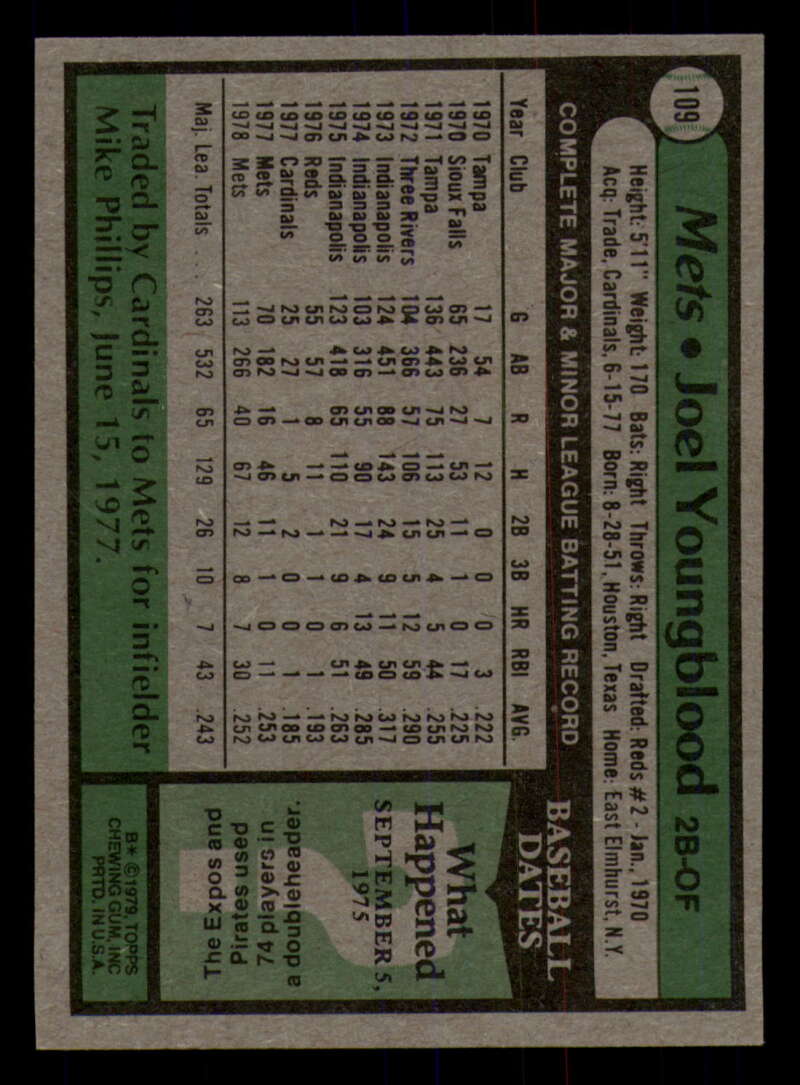 109
Mets • Joel Youngblood 2B-OF
Height: 5'11" Weight: 170 Bats: Right Throws: Right Drafted: Reds #2 - Jan., 1970
Acq: Trade, Cardinals, 6-15-77 Born: 8-28-51, Houston, Texas Home: East Elmhurst, N.Y.
COMPLETE MAJOR & MINOR LEAGUE BATTING RECORD
Year Club G AB R H 2B 3B HR RBI AVG.
1970 Tampa 17 54 7 12 0 0 0 3 .222
1970 Sioux Falls 65 236 27 53 11 1 0 17 .225
1971 Tampa 136 443 75 113 25 4 5 44 .255
1972 Three Rivers 104 366 57 106 15 5 12 59 .290
1973 Indianapolis 124 451 88 143 24 9 11 50 .317
1974 Indianapolis 103 316 55 90 17 4 13 49 .285
1975 Indianapolis 123 418 65 110 21 9 6 51 .263
1976 Reds 55 57 8 11 1 1 0 1 .193
1977 Cardinals 25 27 1 5 2 0 0 1 .185
1977 Mets 70 182 16 46 11 1 0 11 .253
1978 Mets 113 266 40 67 12 8 7 30 .252
Maj. Lea. Totals . . . 263 532 65 129 26 10 7 43 .243
Traded by Cardinals to Mets for infielder
Mike Phillips, June 15, 1977.
BASEBALL
DATES
What
Happened
SEPTEMBER 5,
1975
?
The Expos and
Pirates used
74 players in
a doubleheader.
B* ©1979, TOPPS
CHEWING GUM, INC
PRTD. IN U.S.A.